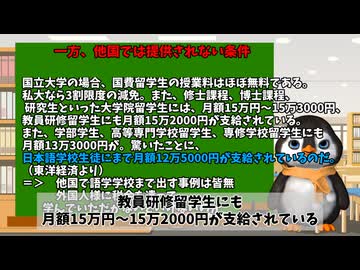 一方、他国では提供されない条件
国立大学の場合、国費留学生の授業料はほぼ無料である。
私大なら3割限度の減免。また、修士課程、博士課程、
研究生といった大学院留学生には、月額15万円～15万3000円、
教員研修留学生にも月額15万2000円が支給される。
また、学部学生、高等専門学校留学生、専修学校留学生にも
月額13万3000円が。驚いたことに、
日本語学校生徒にまで月額12万5000円が支給されているのだ。
（東洋経済より）
＝＞　他国で語学学校まで出す事例は皆無
外国人様に
学んでいただか
教員研修留学生にも
月額15万円～15万2000円が支給されている